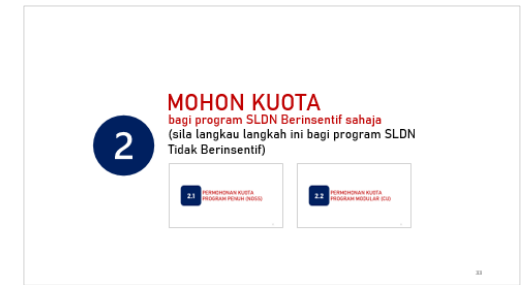 MOHON KUOTA
bagi program SLDN Berinsentif sahaja
(sila langkau langkah ini bagi program SLDN
Tidak Berinsentif)
2
2.1
PERMOHONAN KUOTA
PROGRAM PENUH (NOSS)
2.2
PERMOHONAN KUOTA
PROGRAM MODULAR (CU)
33